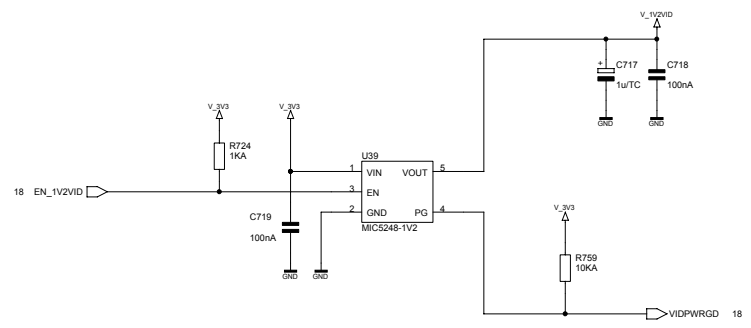 V_1V2VID
+
C717
1u/TC
C718
100nA
GND
GND
V_3V3
V_3V3
R724
1KA
U39
1 VIN VOUT 5
18 EN_1V2VID
3 EN
2 GND PG 4
MIC5248-1V2
C719
100nA
GND
GND
V_3V3
R759
10KA
VIDPWRGD 18